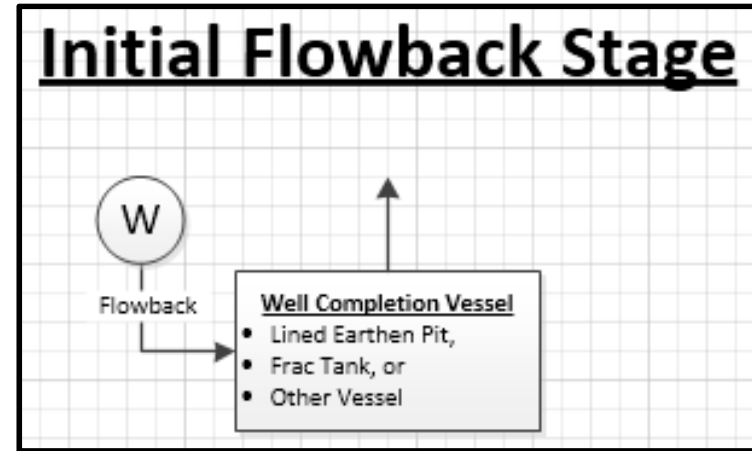 Initial Flowback Stage
W
Flowback
Well Completion Vessel
• Lined Earthen Pit,
• Frac Tank, or
• Other Vessel